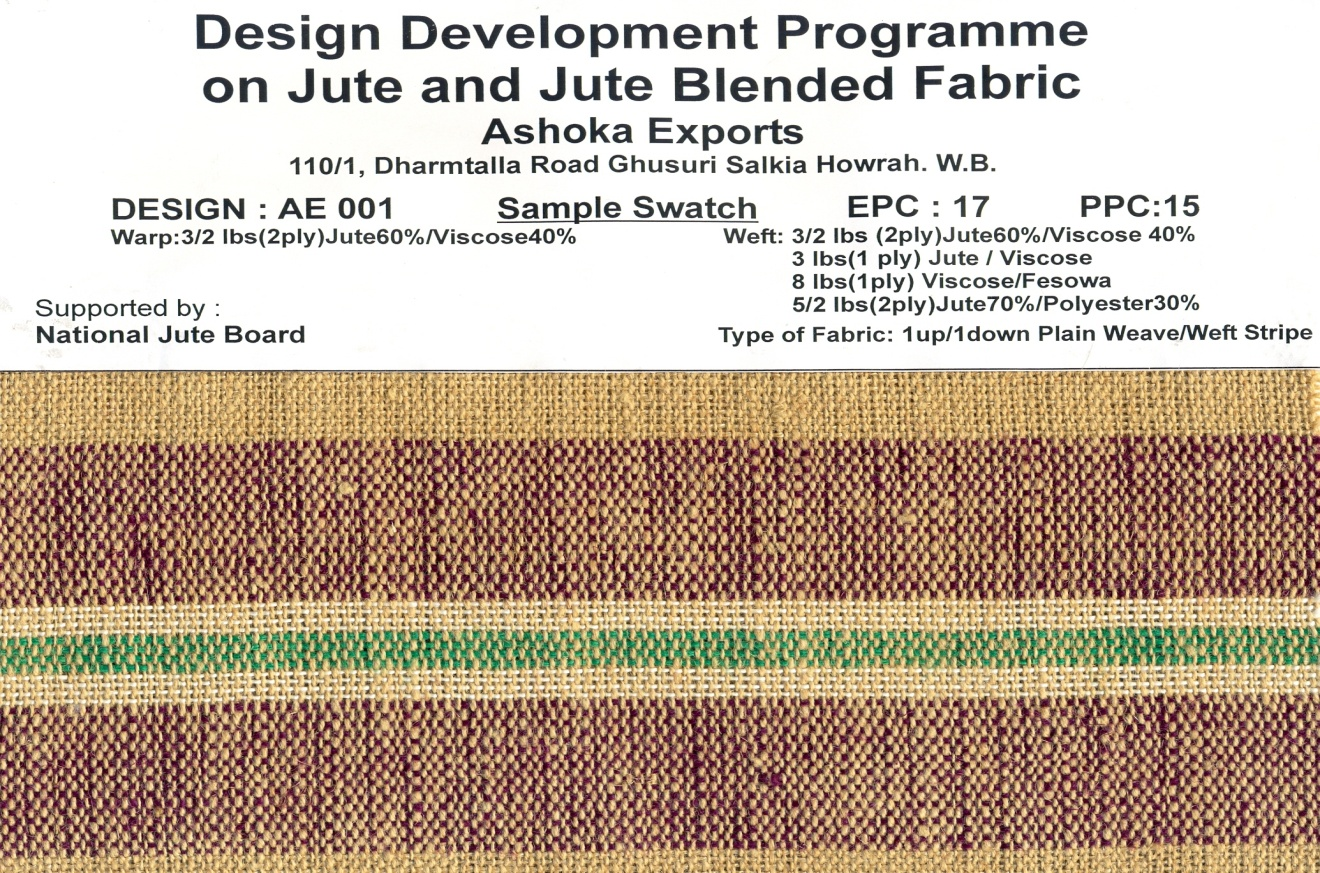 Design Development Programme
on Jute and Jute Blended Fabric
Ashoka Exports
110/1, Dharmtalla Road Ghusuri Salkia Howrah. W.B.
DESIGN : AE 001 Sample Swatch EPC : 17 PPC:15
Warp:3/2 lbs(2ply)Jute60%/Viscose40% Weft: 3/2 lbs (2ply)Jute60%/Viscose 40%
3 lbs(1 ply) Jute / Viscose
8 lbs(1ply) Viscose/Fesowa
5/2 lbs(2ply)Jute70%/Polyester30%
Supported by :
National Jute Board
Type of Fabric: 1up/1down Plain Weave/Weft Stripe